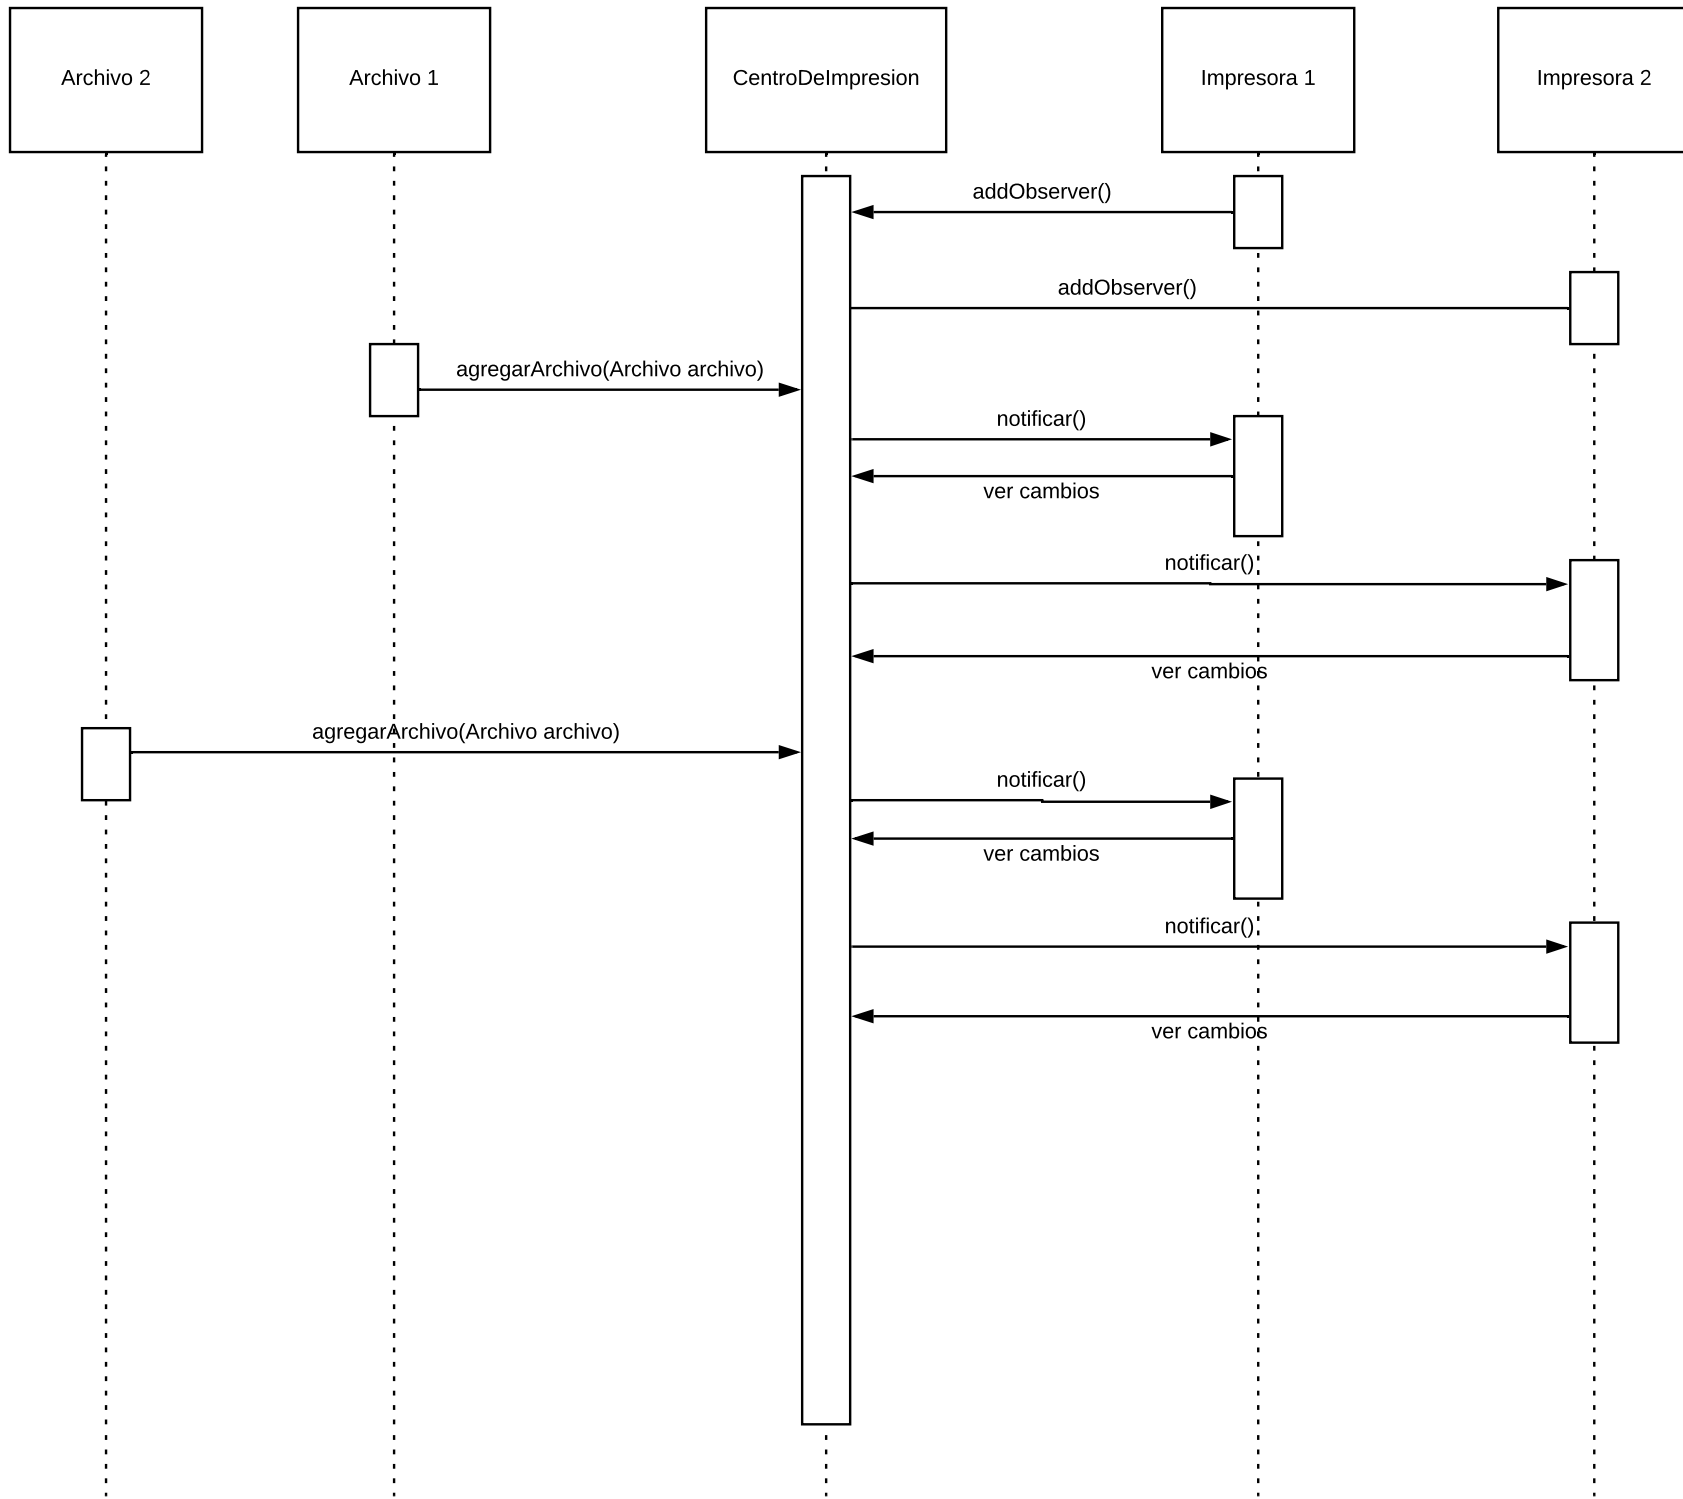 Archivo 2
Archivo 1
CentroDeImpresion
Impresora 1
Impresora 2
addObserver()
addObserver()
agregarArchivo(Archivo archivo)
notificar()
ver cambios
notificar()
ver cambios
agregarArchivo(Archivo archivo)
notificar()
ver cambios
notificar()
ver cambios